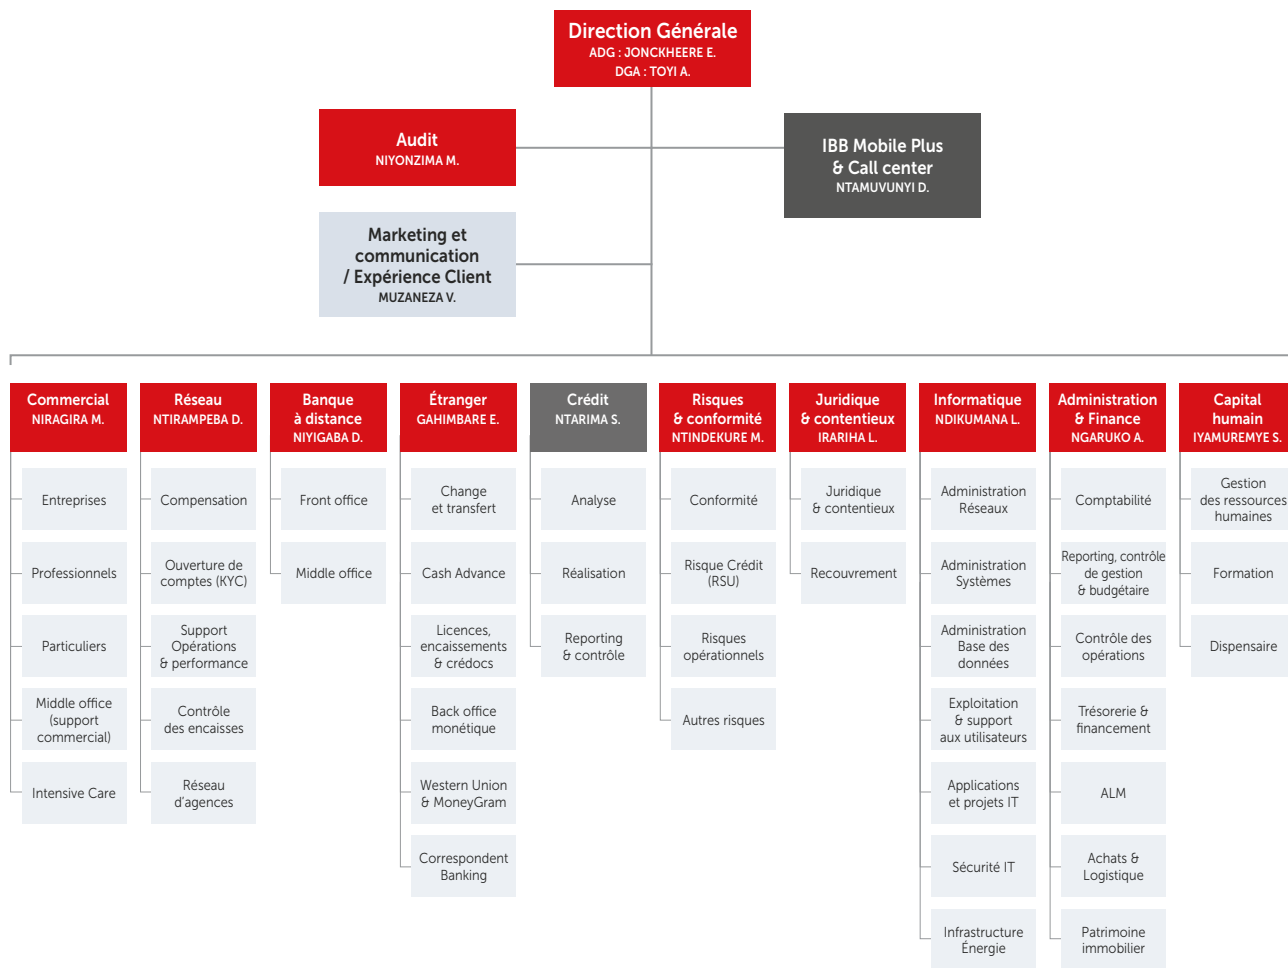 Direction Générale
ADG : JONCKHEERE E.
DGA : TOYI A.
Audit
NIYONZIMA M.
IBB Mobile Plus
& Call center
NTAMUVUNYI D.
Marketing et
communication
/ Expérience Client
MUZANEZA V.
Commercial
NIRAGIRA M.
Entreprises
Professionnels
Particuliers
Middle office
(support
commercial)
Intensive Care
Réseau
NTIRAMPEBA D.
Compensation
Ouverture de
comptes (KYC)
Support
Opérations
& performance
Contrôle
des encaisses
Réseau
d'agences
Banque
à distance
NIYIGABA D.
Front office
Middle office
Étranger
GAHIMBARE E.
Change
et transfert
Cash Advance
Licences,
encaissements
& crédocs
Back office
monétique
Western Union
& MoneyGram
Correspondent
Banking
Crédit
NTARIMA S.
Analyse
Réalisation
Reporting
& contrôle
Risques
& conformité
NTINDEKURE M.
Conformité
Risque Crédit
(RSU)
Risques
opérationnels
Autres risques
Juridique
& contentieux
IRARIHA L.
Juridique
& contentieux
Recouvrement
Informatique
NDIKUMANA L.
Administration
Réseaux
Administration
Systèmes
Administration
Base des
données
Exploitation
& support
aux utilisateurs
Applications
et projets IT
Sécurité IT
Infrastructure
Énergie
Administration
& Finance
NGARUKO A.
Comptabilité
Reporting, contrôle
de gestion
& budgétaire
Contrôle des
opérations
Trésorerie &
financement
ALM
Achats &
Logistique
Patrimoine
immobilier
Capital
humain
IYAMUREMYE S.
Gestion
des ressources
humaines
Formation
Dispensaire